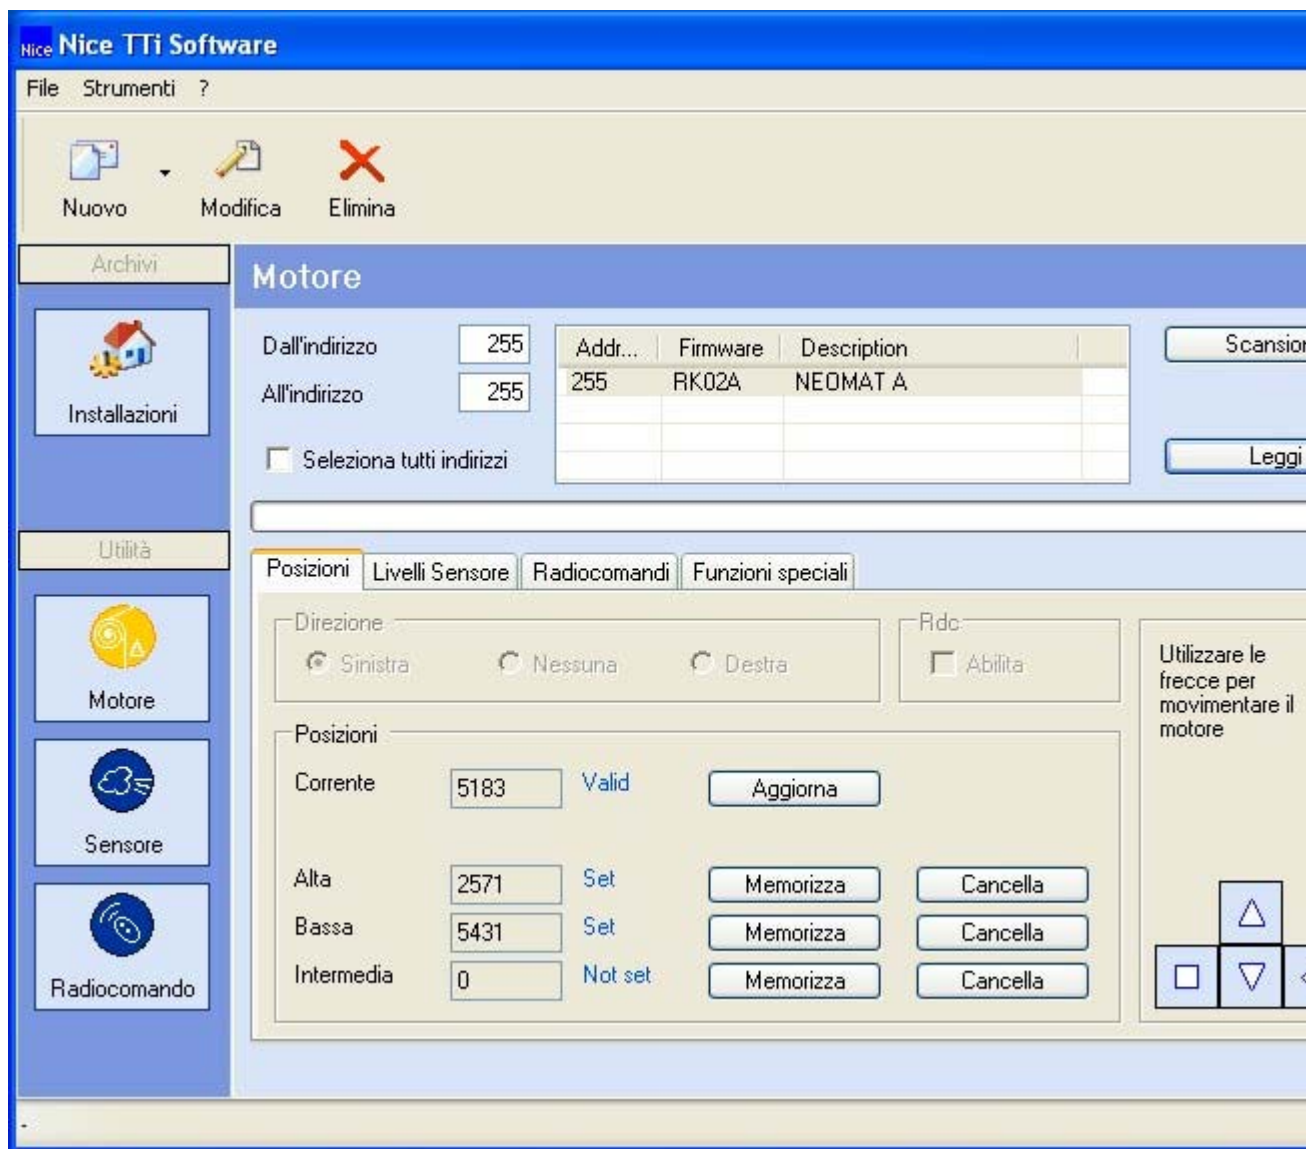 Nice Nice TTi Software
File Strumenti ?
Nuovo Modifica Elimina
Archivi
Motore
Installazioni
Dall'indirizzo 255
All'indirizzo 255
Seleziona tutti indirizzi
Addr... Firmware Description
255 RK02A NEOMAT A
Scansion
Leggi
Utilità
Motore
Sensore
Radiocomando
Posizioni Livelli Sensore Radiocomandi Funzioni speciali
Direzione
Sinistra Nessuna Destra
Rdc
Abilita
Posizioni
Corrente 5183 Valid Aggiorna
Alta 2571 Set Memorizza Cancella
Bassa 5431 Set Memorizza Cancella
Intermedia 0 Not set Memorizza Cancella
Utilizzare le
frecce per
movimentare il
motore